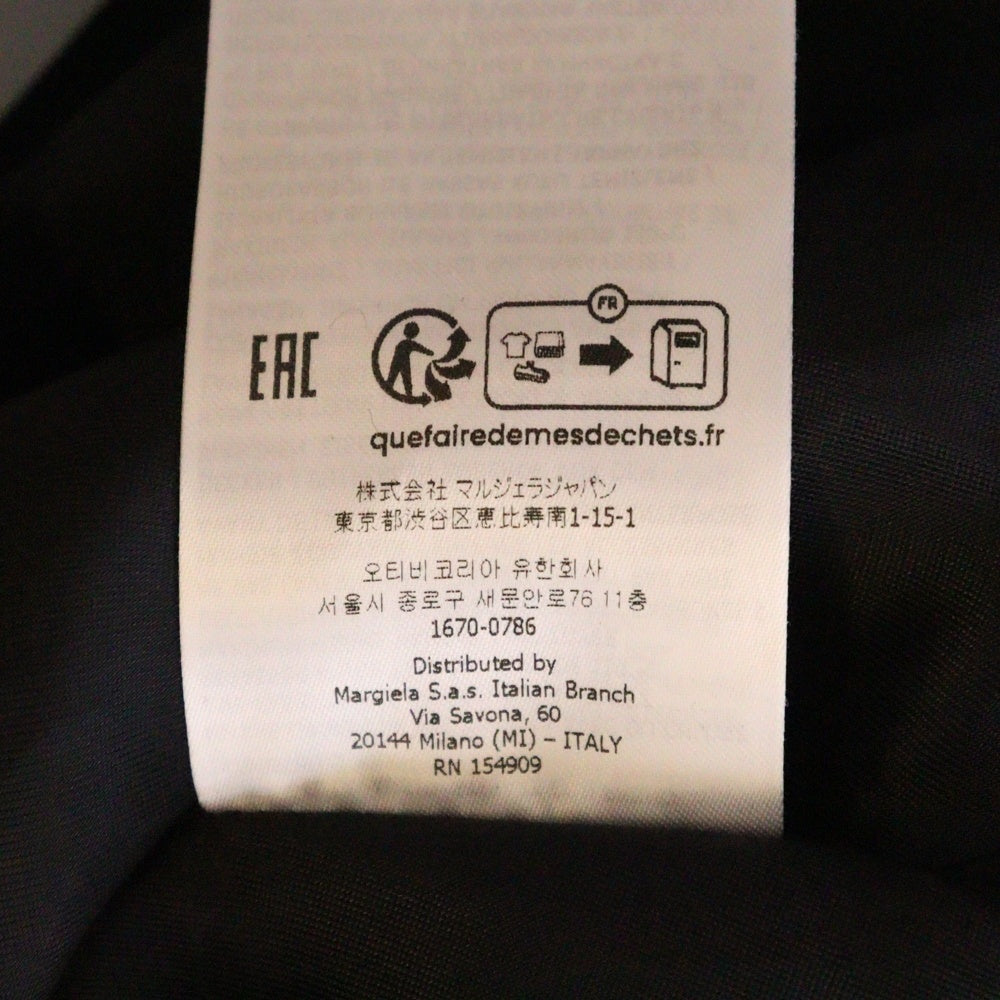 EAC
FR
quefairedemesdechets.fr
株式会社 マルジェラジャパン
東京都渋谷区恵比寿南1-15-1
오티비코리아 유한회사
서울시 종로구 새문안로76 11층
1670-0786
Distributed by
Margiela S.a.s. Italian Branch
Via Savona, 60
20144 Milano (MI) – ITALY
RN 154909